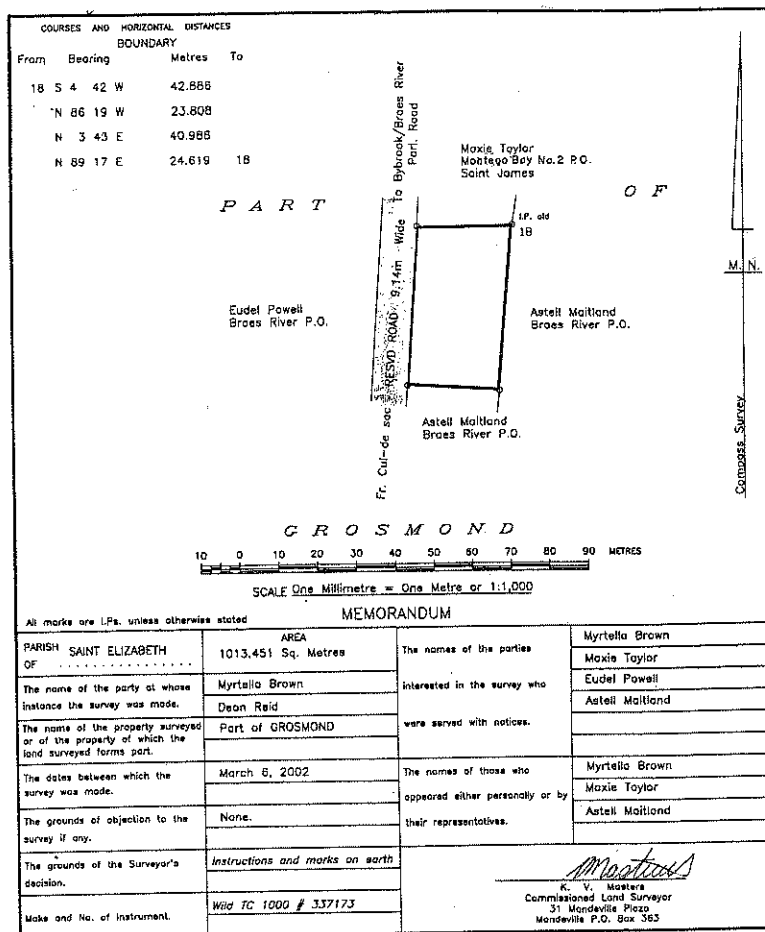 COURSES AND HORIZONTAL DISTANCES
BOUNDARY
From Bearing Metres To
18 S 4 42 W 42.686
N 86 19 W 23.808
N 3 43 E 40.986
N 89 17 E 24.619 18
Fr. Cul-de sac RESVD ROAD 9.14m Wide To Bybrook/Braes River
Parl. Road
Moxie Taylor
Montego Bay No.2 P.O.
Saint James
PART OF
I.P. old
18
M. N.
Eudel Powell
Braes River P.O.
Astell Maitland
Braes River P.O.
Astell Maitland
Braes River P.O.
Compass Survey
GROSMOND
10 0 10 20 30 40 50 60 70 80 90 METRES
SCALE One Millimetre = One Metre or 1:1,000
All marks are I.Ps. unless otherwise stated
MEMORANDUM
PARISH OF SAINT ELIZABETH
AREA
1013.451 Sq. Metres
The name of the party at whose instance the survey was made.
Myrtella Brown
Deon Reid
The name of the property surveyed or of the property of which the land surveyed forms part.
Part of GROSMOND
The dates between which the survey was made.
March 6, 2002
The grounds of objection to the survey if any.
None.
The grounds of the Surveyor's decision.
Instructions and marks on earth
Make and No. of Instrument.
Wild TC 1000 # 337173
The names of the parties interested in the survey who were served with notices.
Myrtella Brown
Moxie Taylor
Eudel Powell
Astell Maitland
The names of those who appeared either personally or by their representatives.
Myrtella Brown
Moxie Taylor
Astell Maitland
K. V. Masters
Commissioned Land Surveyor
31 Mandeville Plaza
Mandeville P.O. Box 363